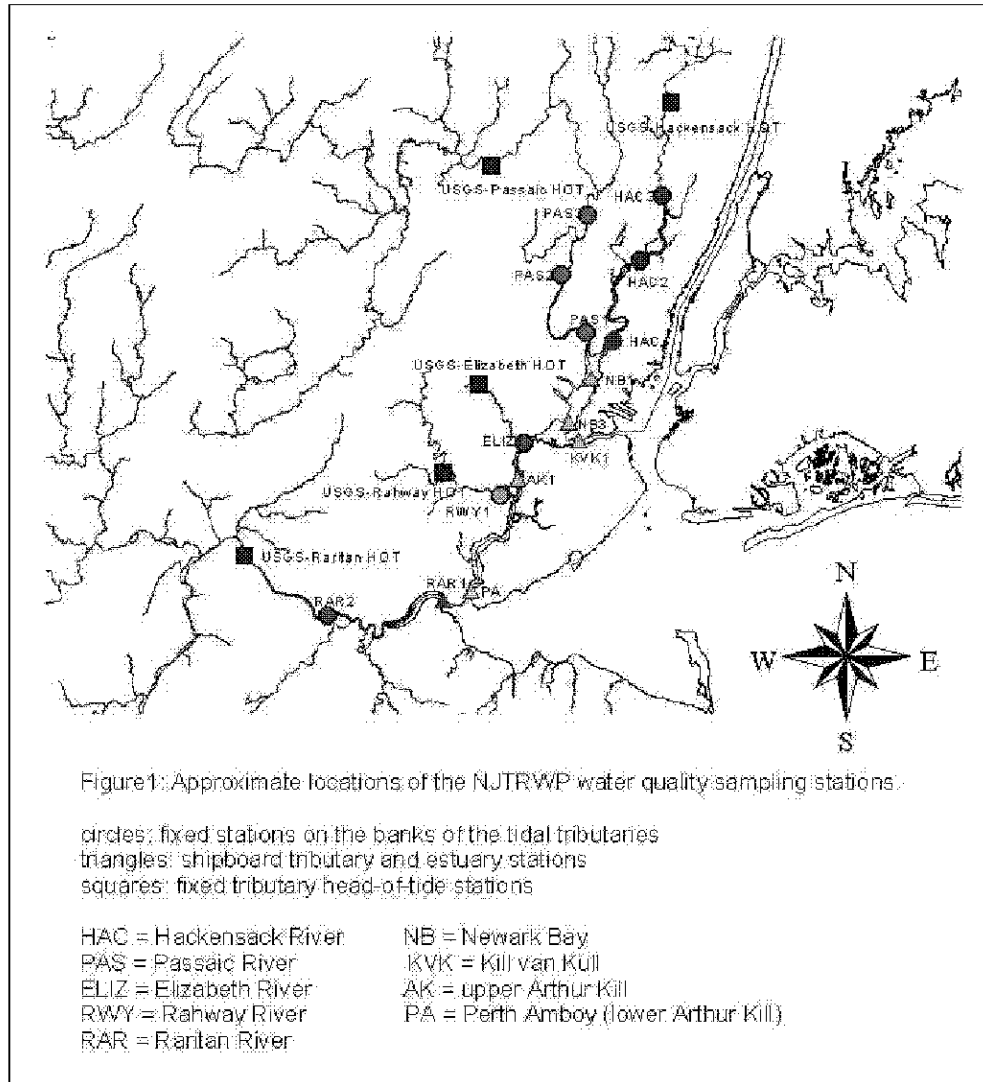 USGS-Hackensack HOT
USGS-Passaic HOT
HAC3
PAS3
HAC2
PAS2
PAS1
HAC
USGS-Elizabeth HOT
NB1
NB3
ELIZ
KVK1
AK1
USGS-Rahway HOT
RWY1
USGS-Raritan HOT
RAR1
PA
RAR2
N
W E
S
Figure1: Approximate locations of the NJTRWP water quality sampling stations
circles: fixed stations on the banks of the tidal tributaries
triangles: shipboard tributary and estuary stations
squares: fixed tributary head-of-tide stations
HAC = Hackensack River
PAS = Passaic River
ELIZ = Elizabeth River
RWY = Rahway River
RAR = Raritan River
NB = Newark Bay
KVK = Kill van Kull
AK = upper Arthur Kill
PA = Perth Amboy (lower Arthur Kill)